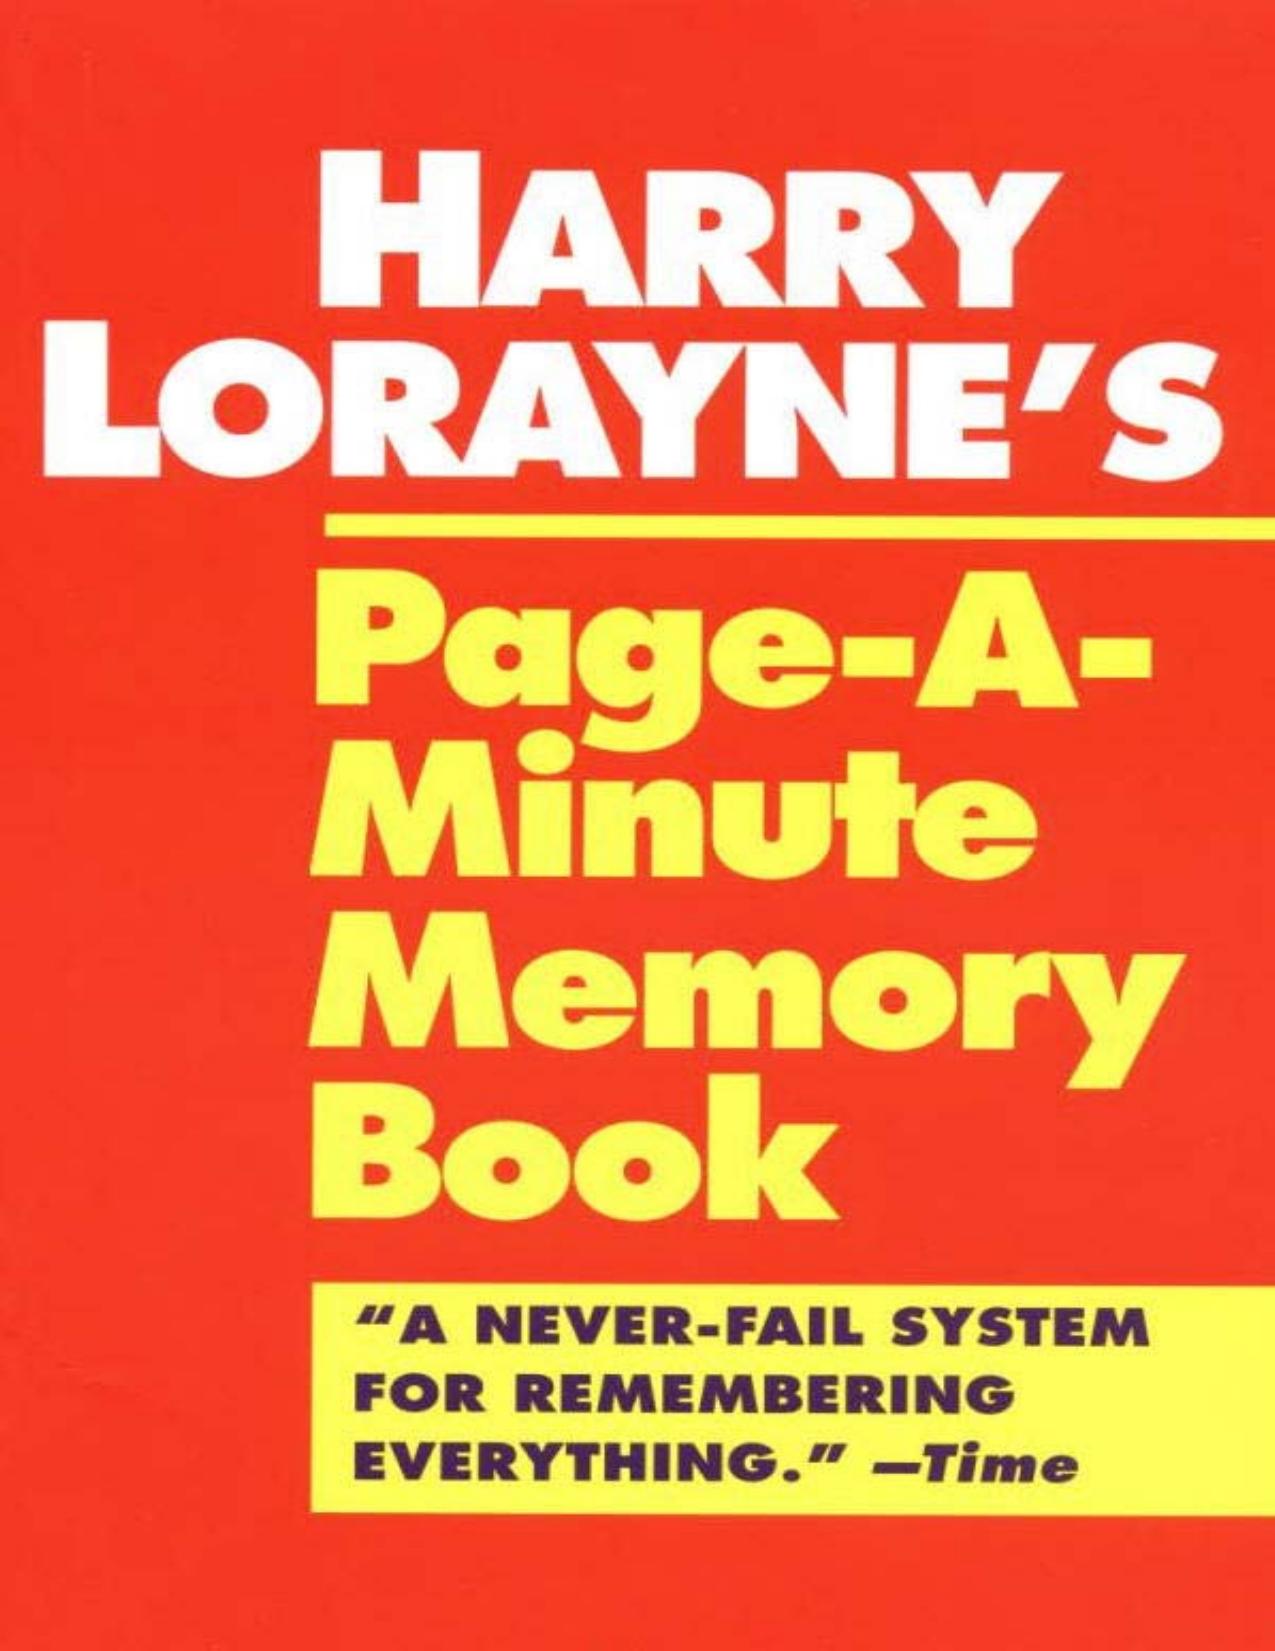 HARRY
LORAYNE'S
Page-A-
Minute
Memory
Book
"A NEVER-FAIL SYSTEM
FOR REMEMBERING
EVERYTHING." —Time